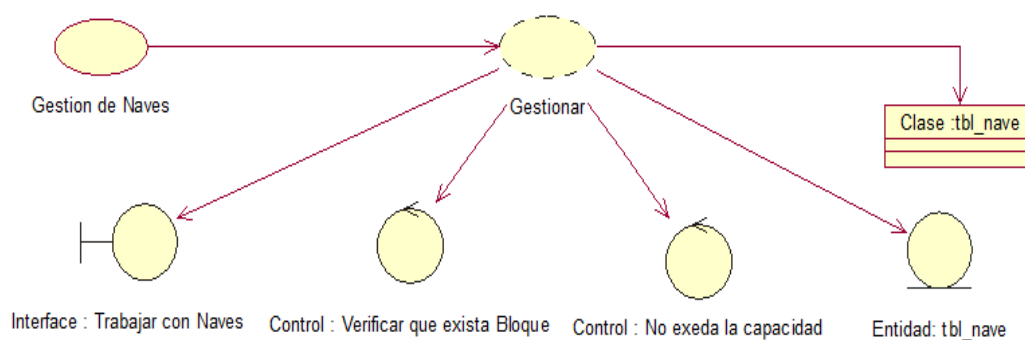 Gestion de Naves
Gestionar
Clase :tbl_nave
Interface : Trabajar con Naves
Control : Verificar que exista Bloque
Control : No exeda la capacidad
Entidad: tbl_nave